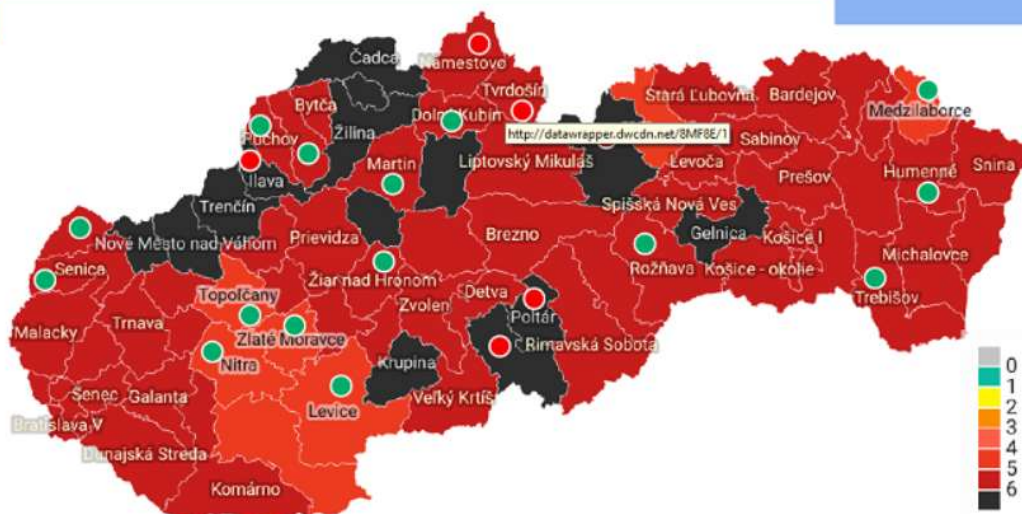 Čadca
Námestovo
Tvrdošín
Bytča
Púchov
Dolný Kubín
Stará Ľubovňa
Bardejov
Medzilaborce
Žilina
http://datawrapper.dwcdn.net/8MF8E/1
Sabinov
Martin
Liptovský Mikuláš
Levoča
Ilava
Prešov
Humenné
Snina
Trenčín
Spišská Nová Ves
Nové Mesto nad Váhom
Prievidza
Brezno
Gelnica
Košice I
Michalovce
Senica
Žiar nad Hronom
Rožňava
Košice - okolie
Topoľčany
Detva
Trebišov
Zvolen
Malacky
Trnava
Zlaté Moravce
Poltár
Rimavská Sobota
Nitra
Krupina
Senec
Galanta
Levice
Veľký Krtíš
Bratislava V
Dunajská Streda
Komárno
0
1
2
3
4
5
6